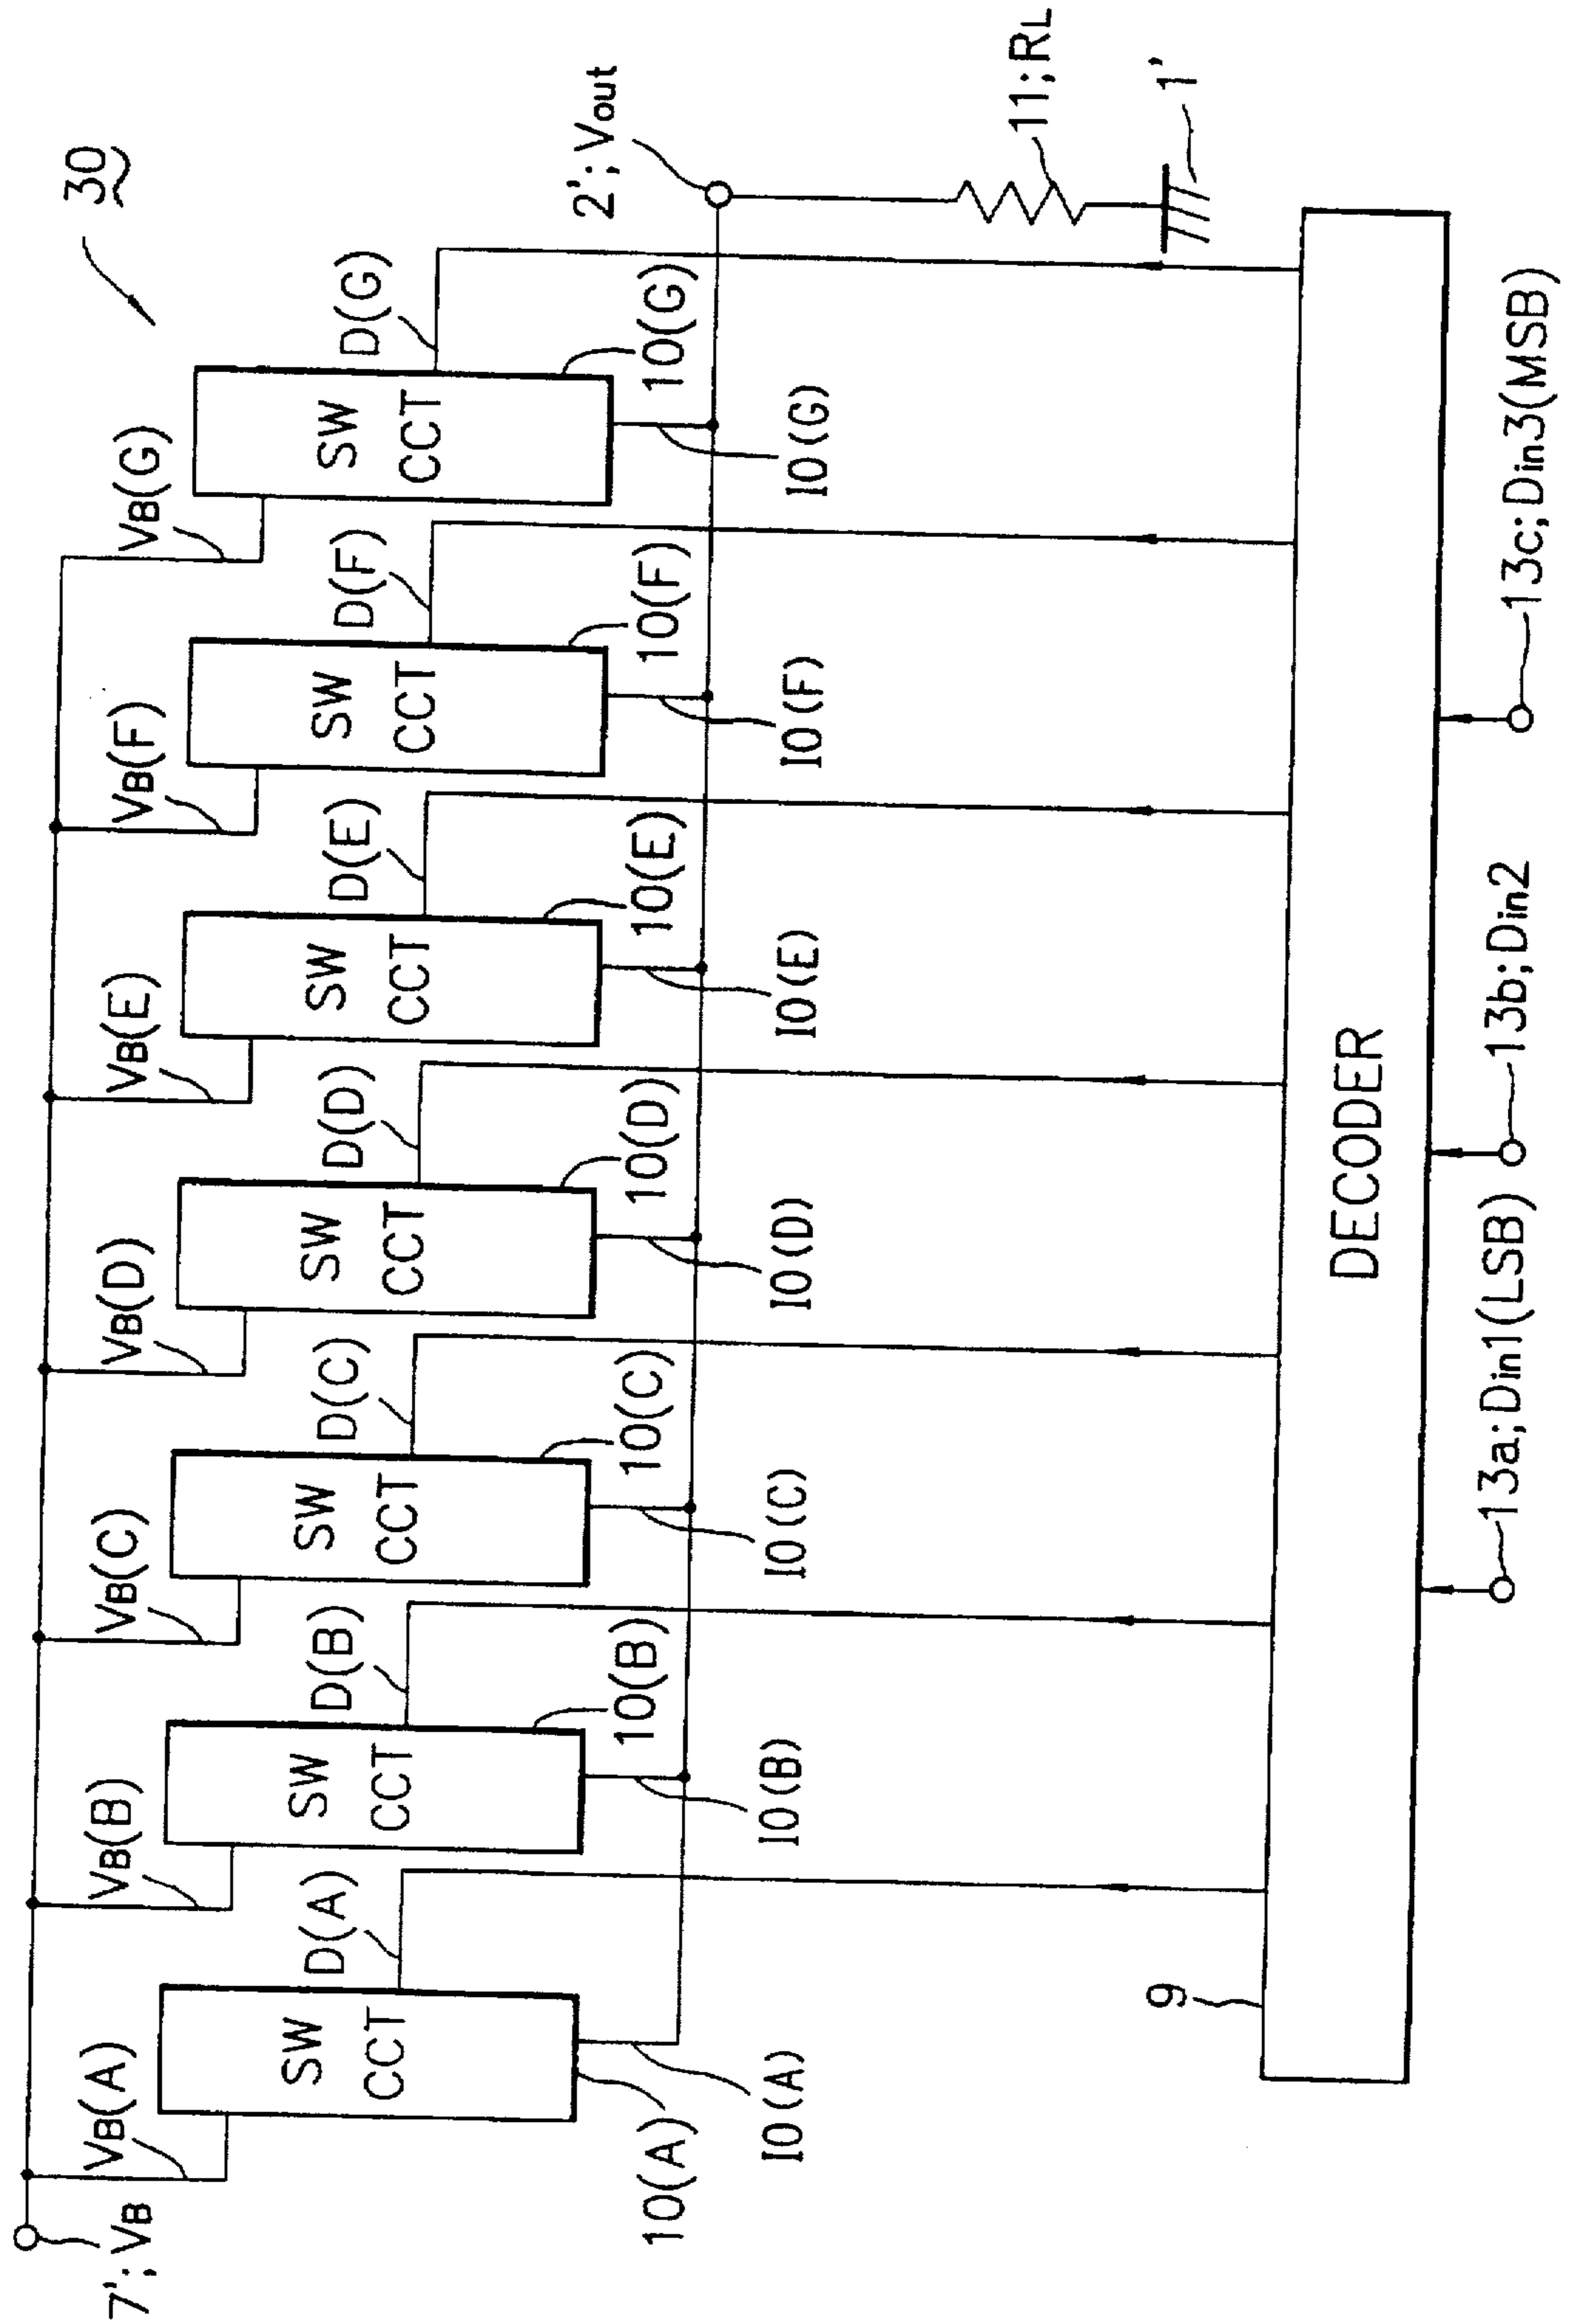 30
7'; VB
VB(A)
VB(B)
VB(C)
VB(D)
VB(E)
VB(F)
VB(G)
SW
CCT
SW
CCT
SW
CCT
SW
CCT
SW
CCT
SW
CCT
SW
CCT
D(A)
D(B)
D(C)
D(D)
D(E)
D(F)
D(G)
2'; Vout
10(A)
10(B)
10(C)
10(D)
10(E)
10(F)
10(G)
IO(A)
IO(B)
IO(C)
IO(D)
IO(E)
IO(F)
IO(G)
11; RL
1'
9
DECODER
13a; Din1(LSB)
13b; Din2
13c; Din3(MSB)